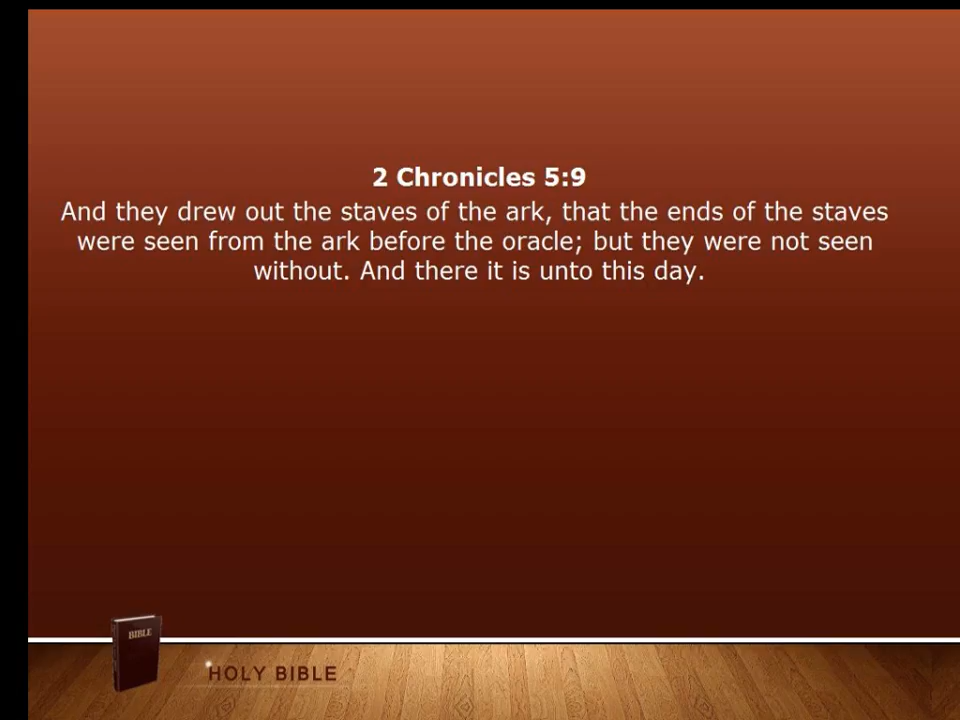 2 Chronicles 5:9
And they drew out the staves of the ark, that the ends of the staves
were seen from the ark before the oracle; but they were not seen
without. And there it is unto this day.
BIBLE
HOLY BIBLE